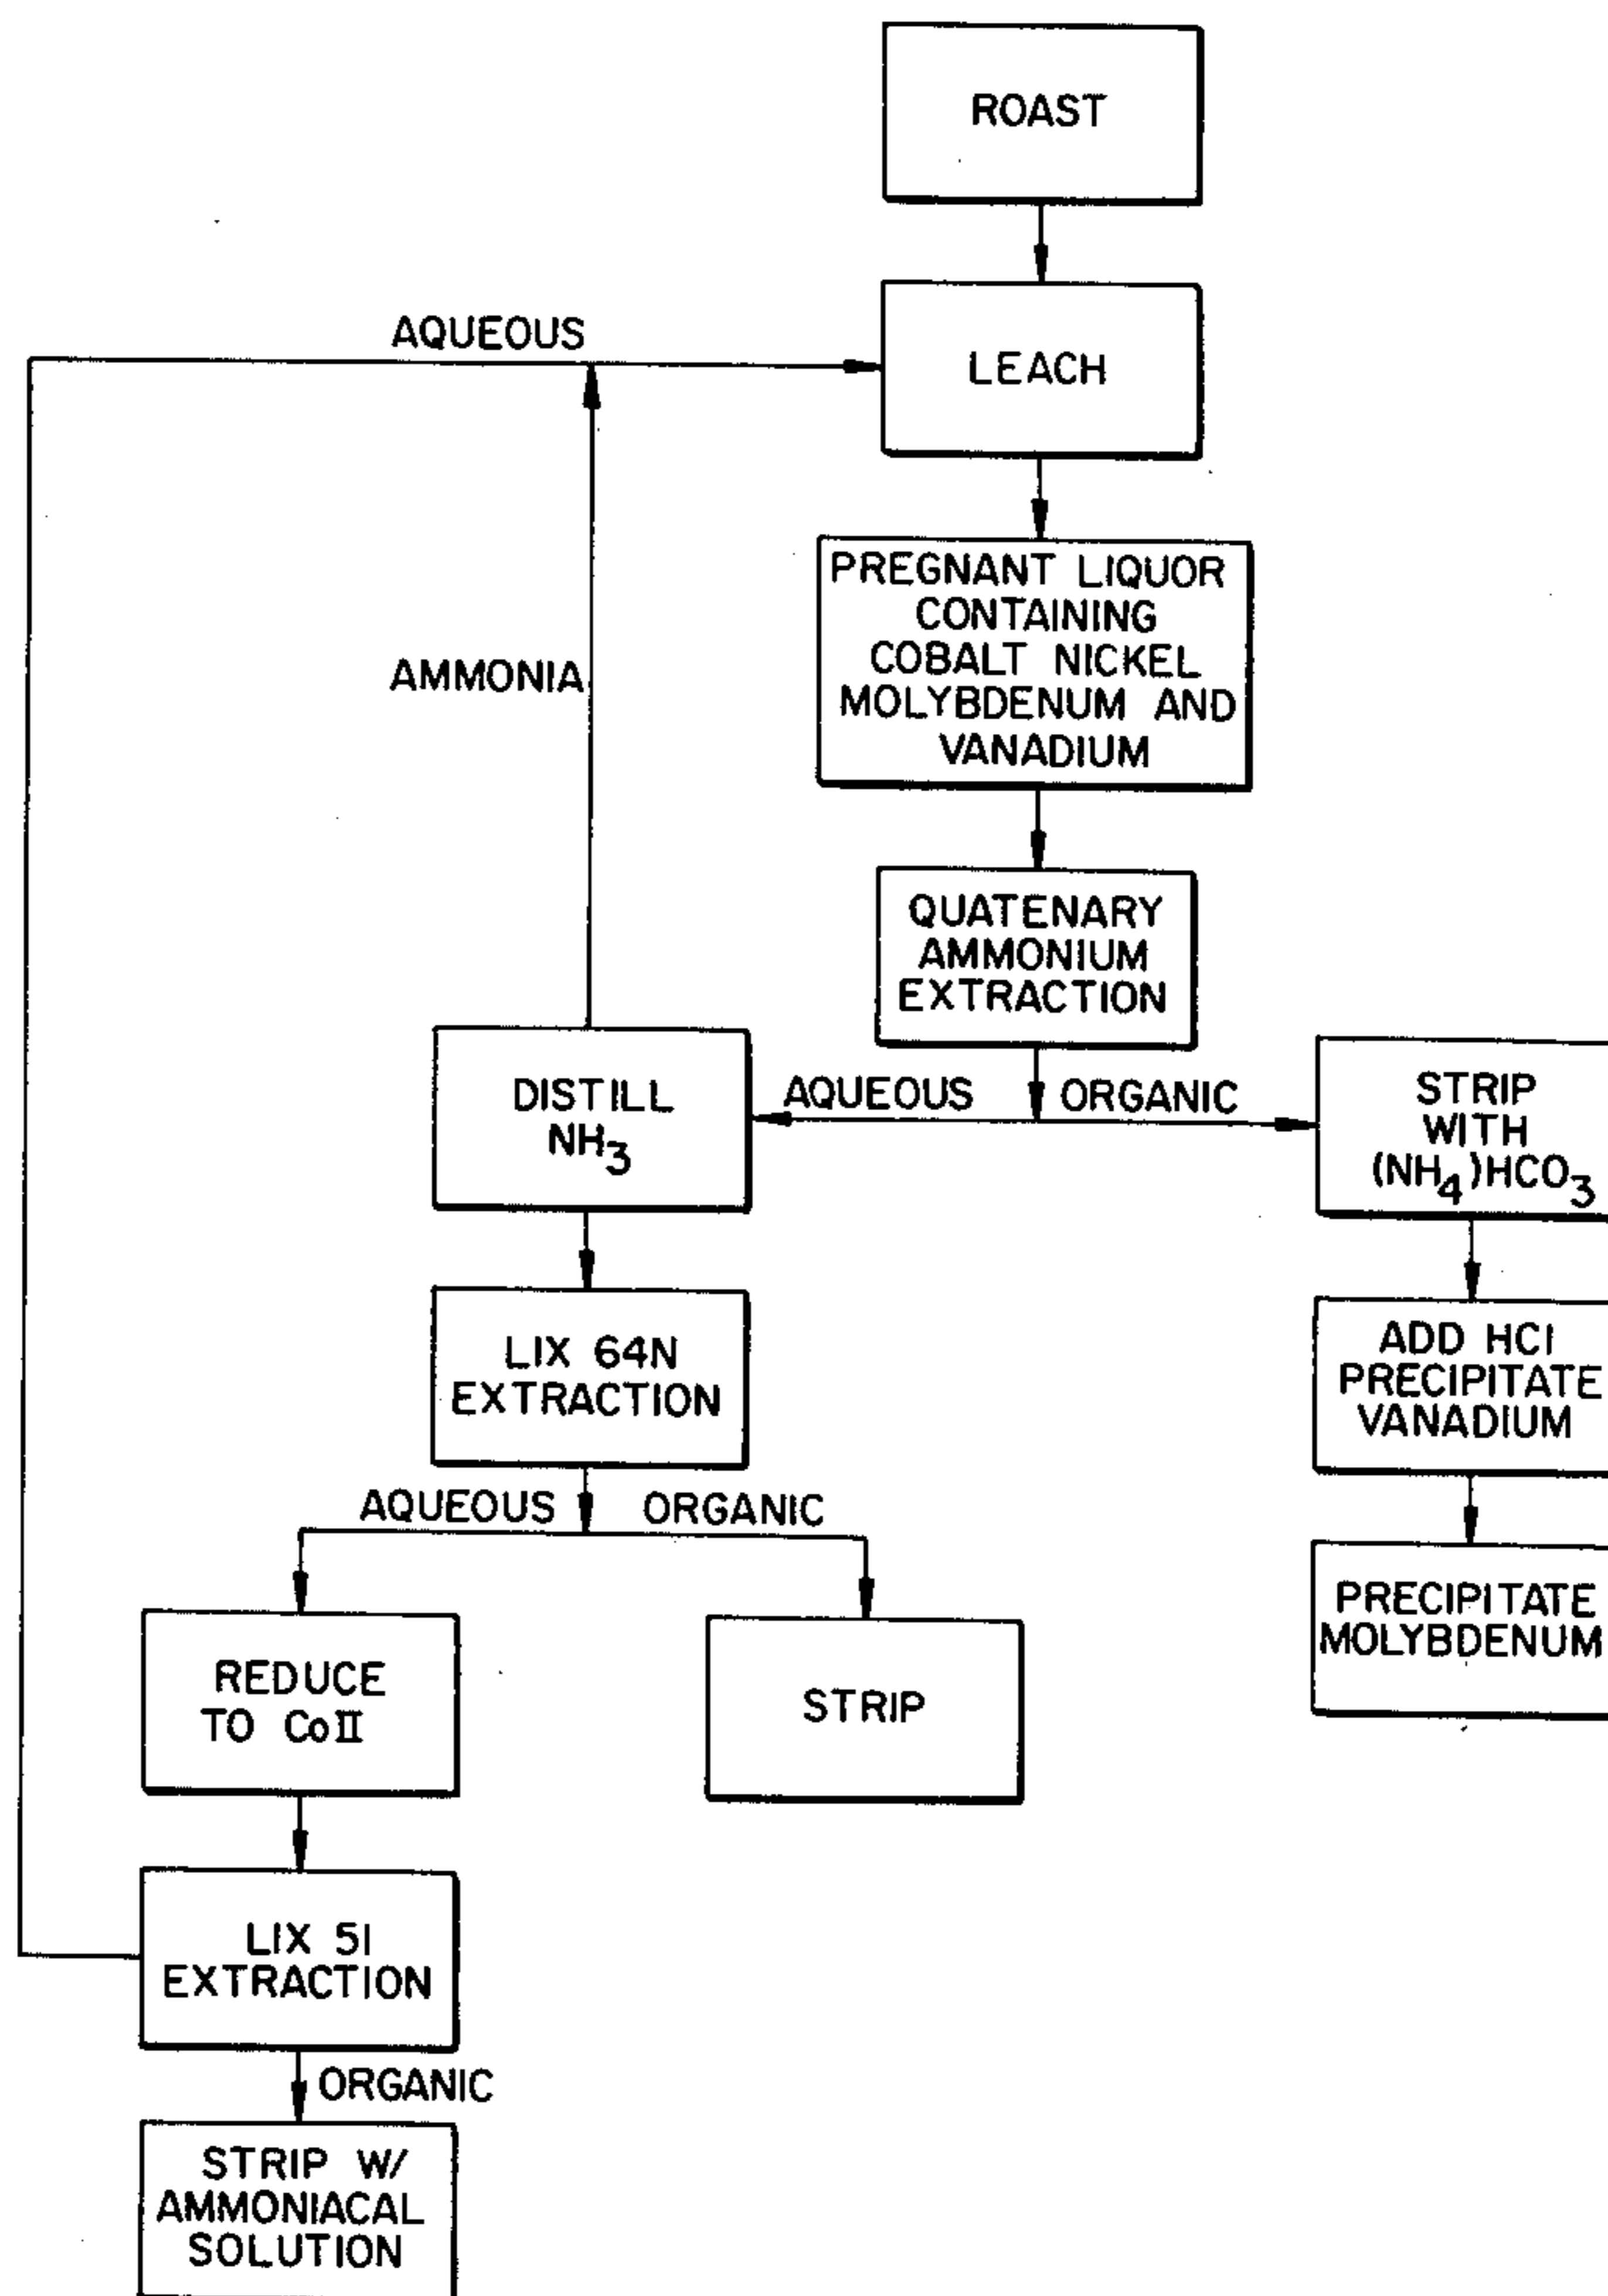 ROAST
AQUEOUS
LEACH
PREGNANT LIQUOR
CONTAINING
COBALT NICKEL
MOLYBDENUM AND
VANADIUM
AMMONIA
QUATENARY
AMMONIUM
EXTRACTION
DISTILL
NH3
AQUEOUS
ORGANIC
STRIP
WITH
(NH4)HCO3
LIX 64N
EXTRACTION
ADD HCl
PRECIPITATE
VANADIUM
AQUEOUS
ORGANIC
PRECIPITATE
MOLYBDENUM
REDUCE
TO CoII
STRIP
LIX 51
EXTRACTION
ORGANIC
STRIP W/
AMMONIACAL
SOLUTION